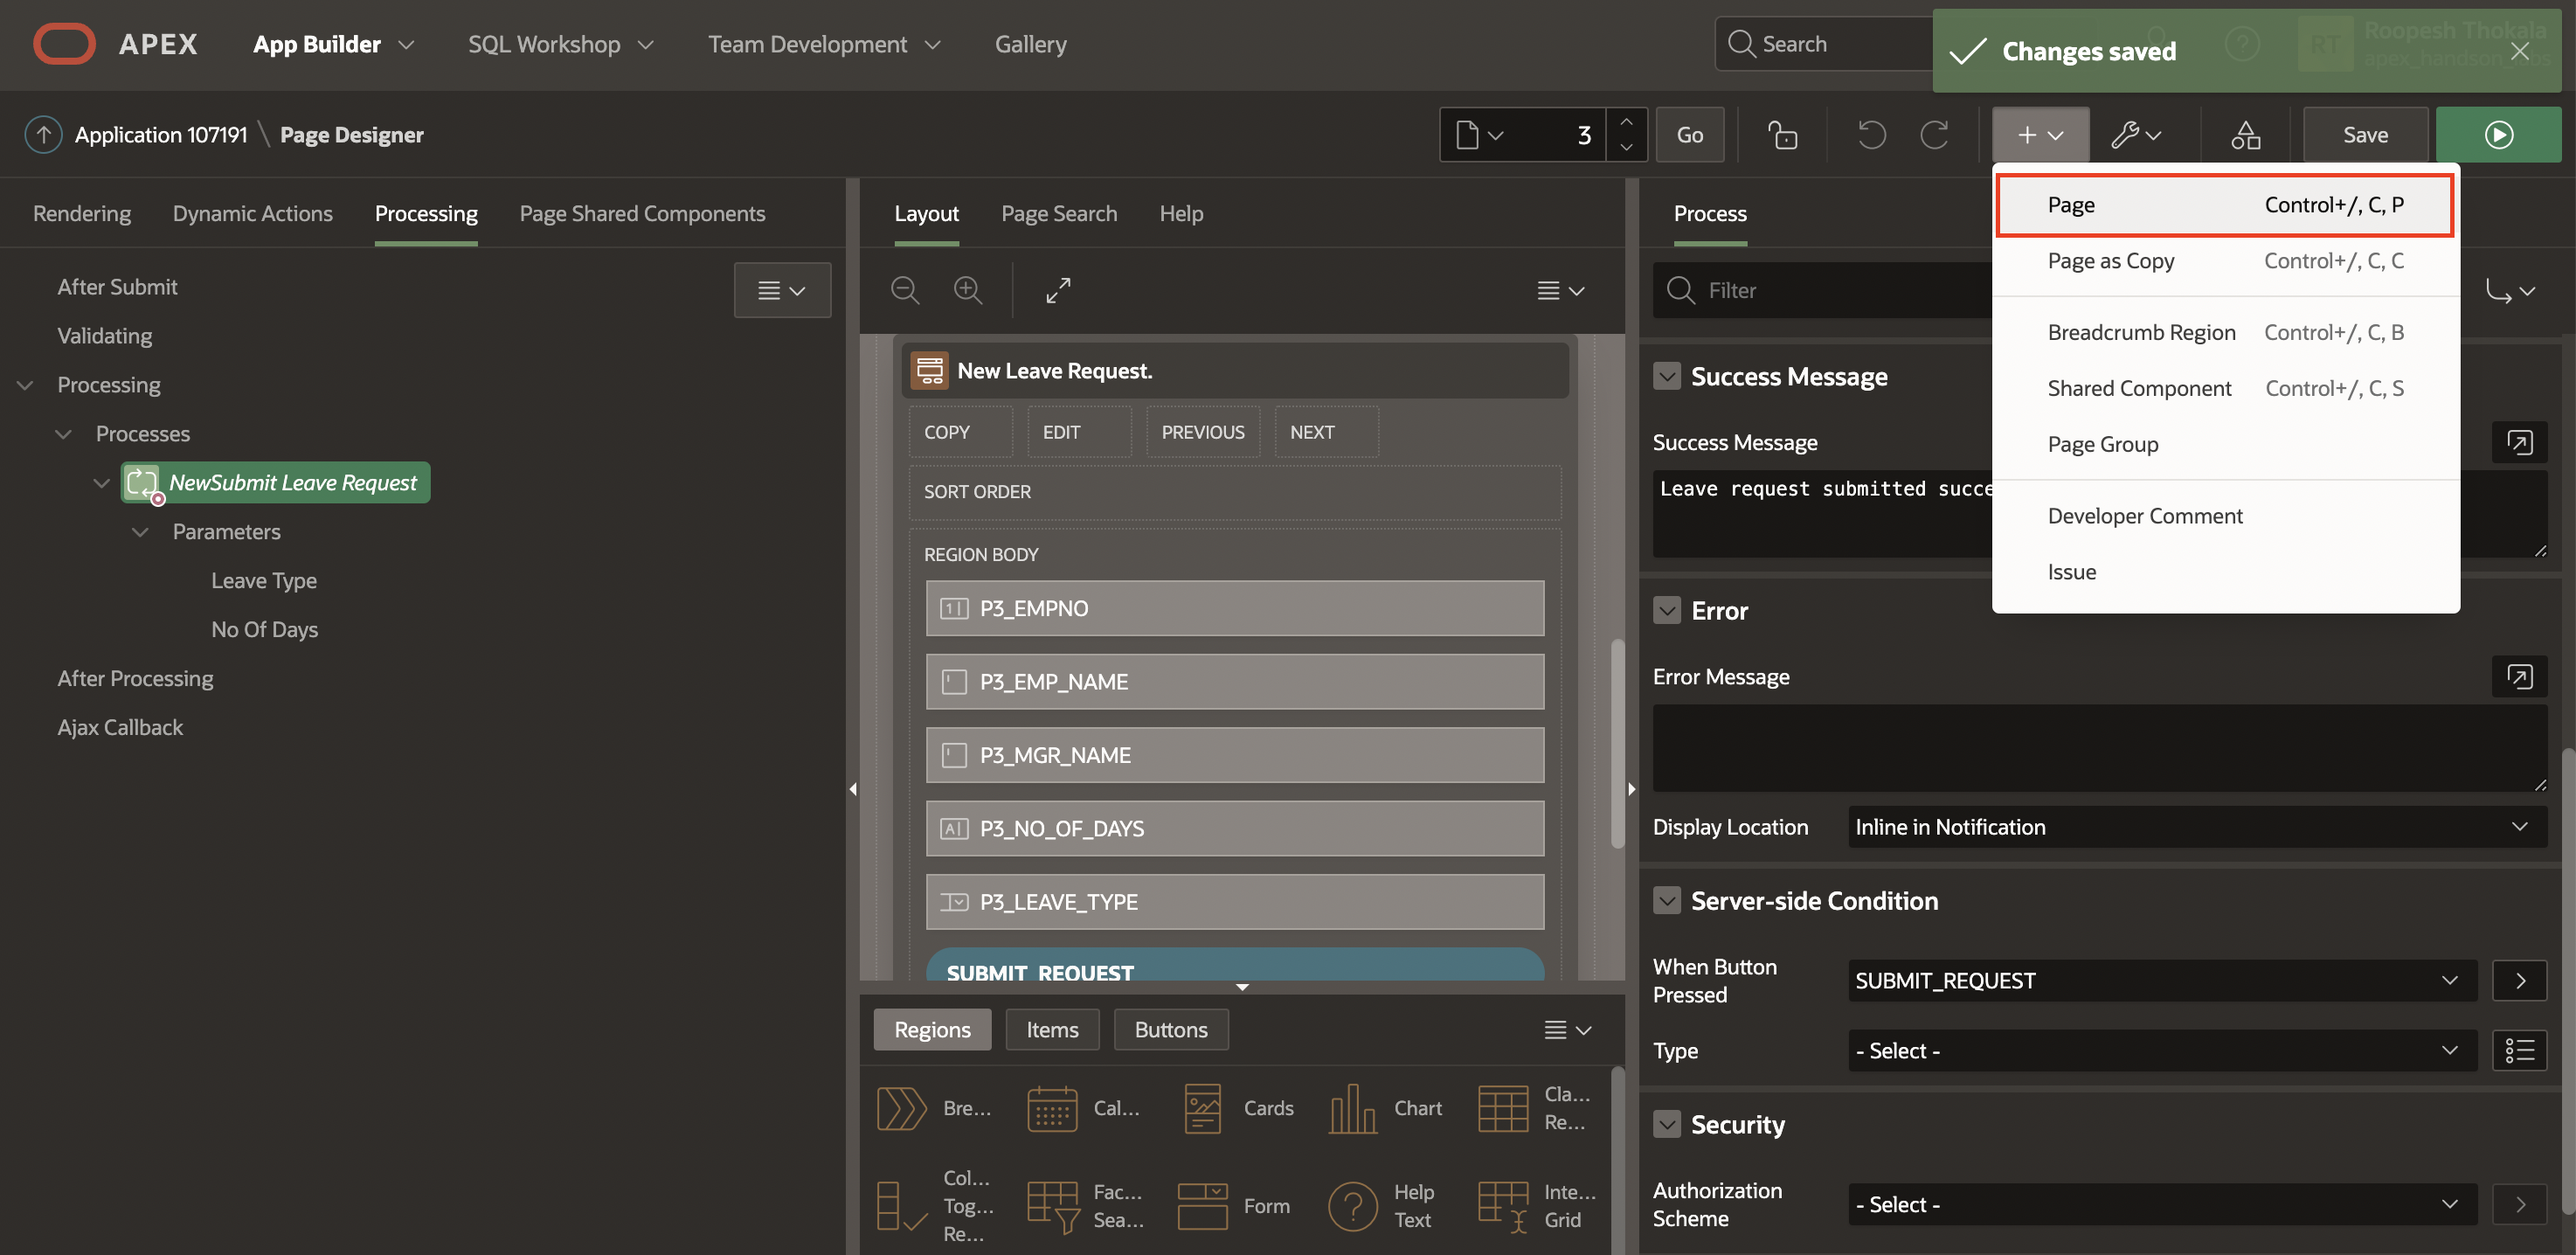 APEX
App Builder
SQL Workshop
Team Development
Gallery
Search
Changes saved
RT
Roopesh Thokala
Application 107191 \ Page Designer
3
Go
Save
Rendering
Dynamic Actions
Processing
Page Shared Components
After Submit
Validating
Processing
Processes
NewSubmit Leave Request
Parameters
Leave Type
No Of Days
After Processing
Ajax Callback
Layout
Page Search
Help
New Leave Request.
COPY
EDIT
PREVIOUS
NEXT
SORT ORDER
REGION BODY
P3_EMPNO
P3_EMP_NAME
P3_MGR_NAME
P3_NO_OF_DAYS
P3_LEAVE_TYPE
SUBMIT_REQUEST
Regions
Items
Buttons
Bre...
Cal...
Cards
Chart
Cla...
Re...
Col...
Tog...
Re...
Fac...
Sea...
Form
Help
Text
Inte...
Grid
Process
Filter
Page Control+/, C, P
Page as Copy Control+/, C, C
Breadcrumb Region Control+/, C, B
Shared Component Control+/, C, S
Page Group
Developer Comment
Issue
Success Message
Success Message
Leave request submitted succe
Error
Error Message
Display Location
Inline in Notification
Server-side Condition
When Button
Pressed
SUBMIT_REQUEST
Type
- Select -
Security
Authorization
Scheme
- Select -